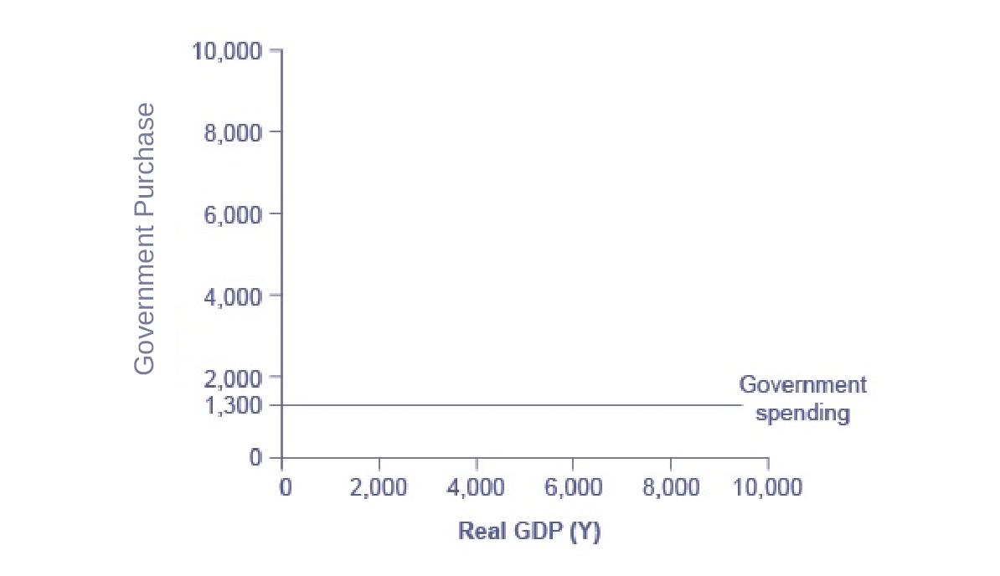 10,000
8,000
6,000
4,000
2,000
1,300
0
Government Purchase
Government
spending
0 2,000 4,000 6,000 8,000 10,000
Real GDP (Y)